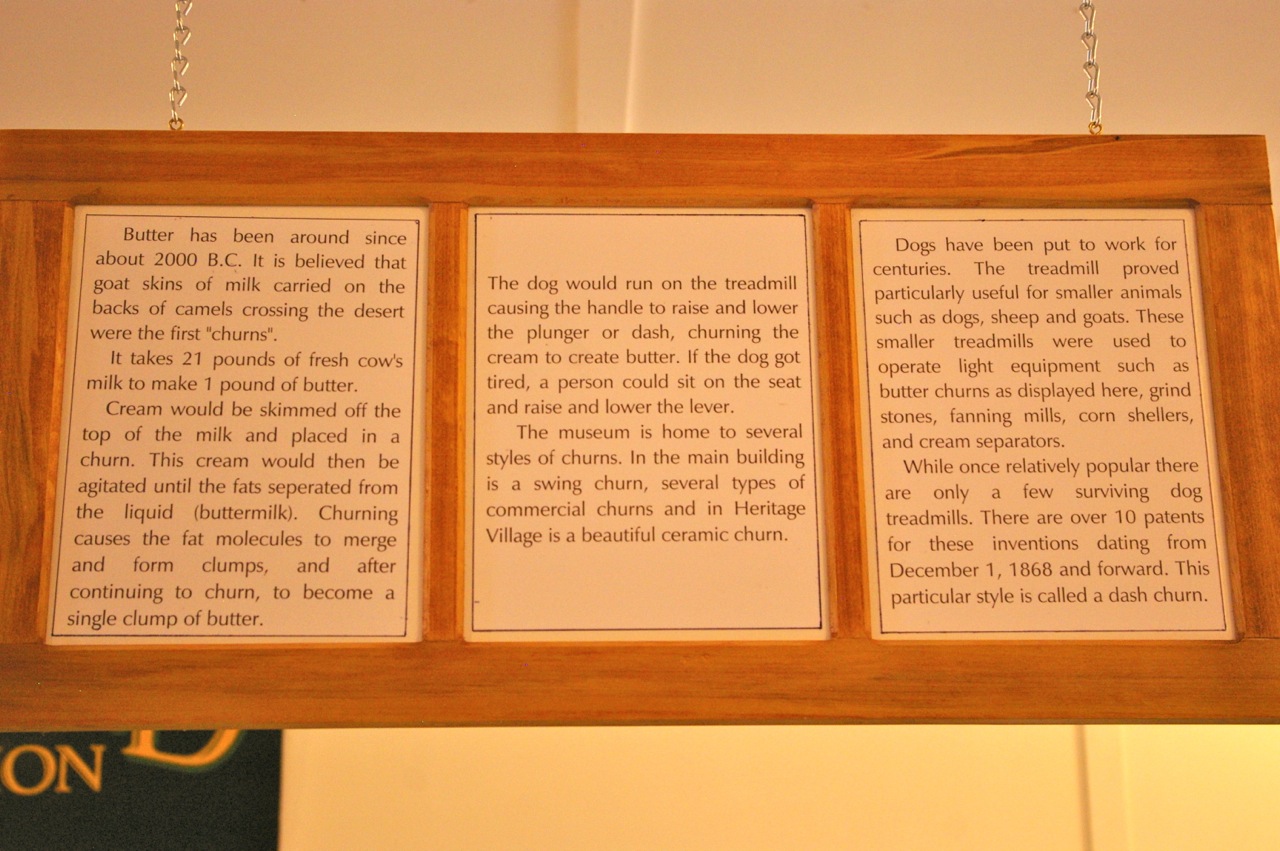 Butter has been around since
about 2000 B.C. It is believed that
goat skins of milk carried on the
backs of camels crossing the desert
were the first "churns".
It takes 21 pounds of fresh cow's
milk to make 1 pound of butter.
Cream would be skimmed off the
top of the milk and placed in a
churn. This cream would then be
agitated until the fats seperated from
the liquid (buttermilk). Churning
causes the fat molecules to merge
and form clumps, and after
continuing to churn, to become a
single clump of butter.
The dog would run on the treadmill
causing the handle to raise and lower
the plunger or dash, churning the
cream to create butter. If the dog got
tired, a person could sit on the seat
and raise and lower the lever.
The museum is home to several
styles of churns. In the main building
is a swing churn, several types of
commercial churns and in Heritage
Village is a beautiful ceramic churn.
Dogs have been put to work for
centuries. The treadmill proved
particularly useful for smaller animals
such as dogs, sheep and goats. These
smaller treadmills were used to
operate light equipment such as
butter churns as displayed here, grind
stones, fanning mills, corn shellers,
and cream separators.
While once relatively popular there
are only a few surviving dog
treadmills. There are over 10 patents
for these inventions dating from
December 1, 1868 and forward. This
particular style is called a dash churn.